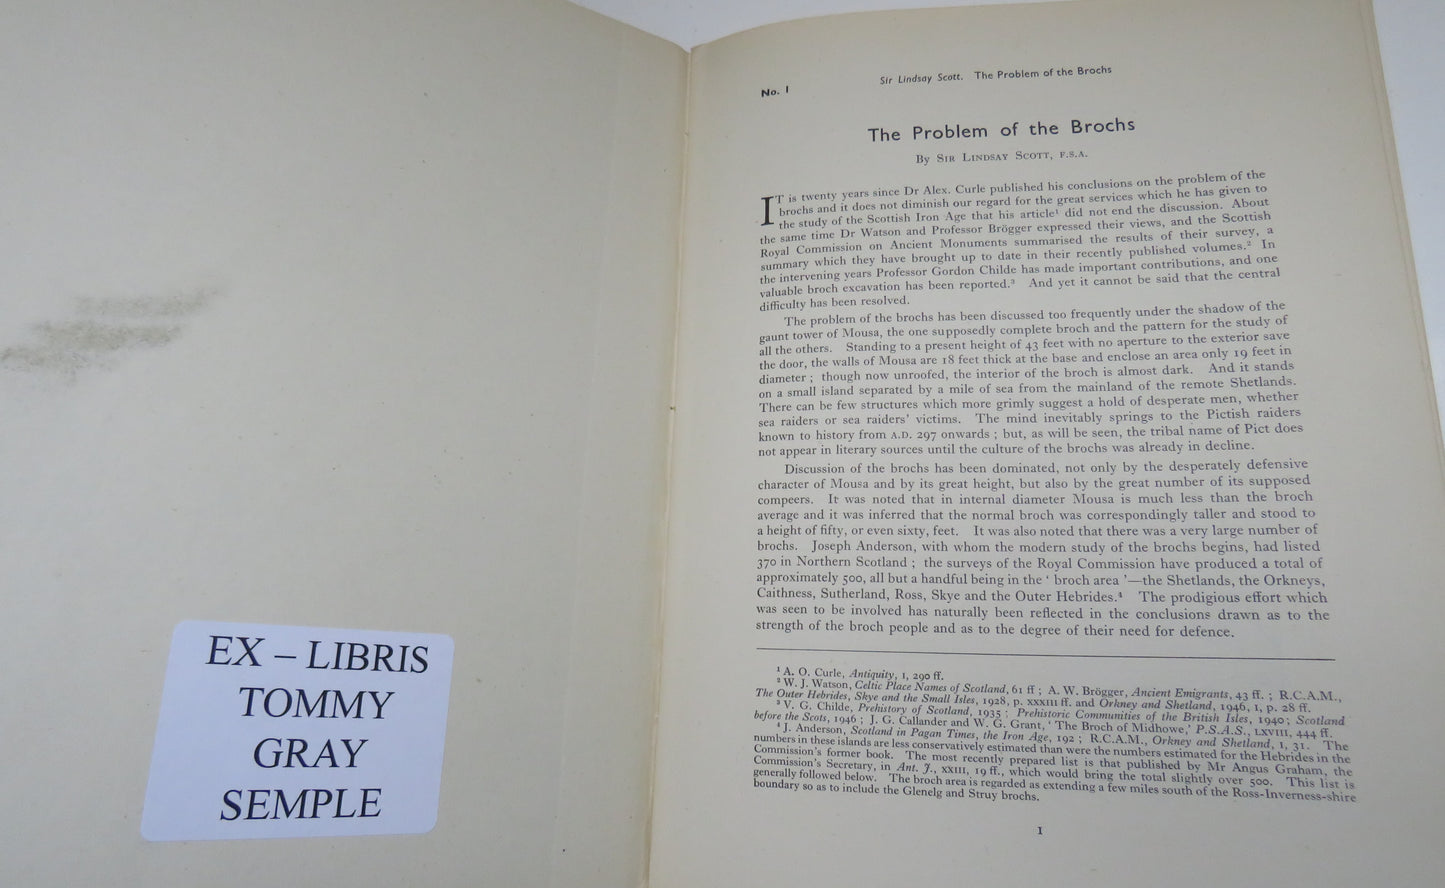 EX – LIBRIS
TOMMY
GRAY
SEMPLE
No. 1
Sir Lindsay Scott. The Problem of the Brochs
The Problem of the Brochs
By Sir Lindsay Scott, F.S.A.
IT is twenty years since Dr Alex. Curle published his conclusions on the problem of the
brochs and it does not diminish our regard for the great services which he has given to
the study of the Scottish Iron Age that his article¹ did not end the discussion. About
the same time Dr Watson and Professor Brögger expressed their views, and the Scottish
Royal Commission on Ancient Monuments summarised the results of their survey, a
summary which they have brought up to date in their recently published volumes.² In
the intervening years Professor Gordon Childe has made important contributions, and one
valuable broch excavation has been reported.³ And yet it cannot be said that the central
difficulty has been resolved.
The problem of the brochs has been discussed too frequently under the shadow of the
gaunt tower of Mousa, the one supposedly complete broch and the pattern for the study of
all the others. Standing to a present height of 43 feet with no aperture to the exterior save
the door, the walls of Mousa are 18 feet thick at the base and enclose an area only 19 feet in
diameter ; though now unroofed, the interior of the broch is almost dark. And it stands
on a small island separated by a mile of sea from the mainland of the remote Shetlands.
There can be few structures which more grimly suggest a hold of desperate men, whether
sea raiders or sea raiders' victims. The mind inevitably springs to the Pictish raiders
known to history from A.D. 297 onwards ; but, as will be seen, the tribal name of Pict does
not appear in literary sources until the culture of the brochs was already in decline.
Discussion of the brochs has been dominated, not only by the desperately defensive
character of Mousa and by its great height, but also by the great number of its supposed
compeers. It was noted that in internal diameter Mousa is much less than the broch
average and it was inferred that the normal broch was correspondingly taller and stood to
a height of fifty, or even sixty, feet. It was also noted that there was a very large number of
brochs. Joseph Anderson, with whom the modern study of the brochs begins, had listed
370 in Northern Scotland ; the surveys of the Royal Commission have produced a total of
approximately 500, all but a handful being in the ' broch area '—the Shetlands, the Orkneys,
Caithness, Sutherland, Ross, Skye and the Outer Hebrides.⁴ The prodigious effort which
was seen to be involved has naturally been reflected in the conclusions drawn as to the
strength of the broch people and as to the degree of their need for defence.
¹ A. O. Curle, Antiquity, I, 290 ff.
² W. J. Watson, Celtic Place Names of Scotland, 61 ff ; A. W. Brögger, Ancient Emigrants, 43 ff. ; R.C.A.M.,
The Outer Hebrides, Skye and the Small Isles, 1928, p. xxxiii ff. and Orkney and Shetland, 1946, I, p. 28 ff.
³ V. G. Childe, Prehistory of Scotland, 1935 ; Prehistoric Communities of the British Isles, 1940 ; Scotland
before the Scots, 1946 ; J. G. Callander and W. G. Grant, ' The Broch of Midhowe,' P.S.A.S., LXVIII, 444 ff.
⁴ J. Anderson, Scotland in Pagan Times, the Iron Age, 192 ; R.C.A.M., Orkney and Shetland, I, 31. The
numbers in these islands are less conservatively estimated than were the numbers estimated for the Hebrides in the
Commission's former book. The most recently prepared list is that published by Mr Angus Graham, the
Commission's Secretary, in Ant. J., XXIII, 19 ff., which would bring the total slightly over 500. This list is
generally followed below. The broch area is regarded as extending a few miles south of the Ross-Inverness-shire
boundary so as to include the Glenelg and Struy brochs.
1